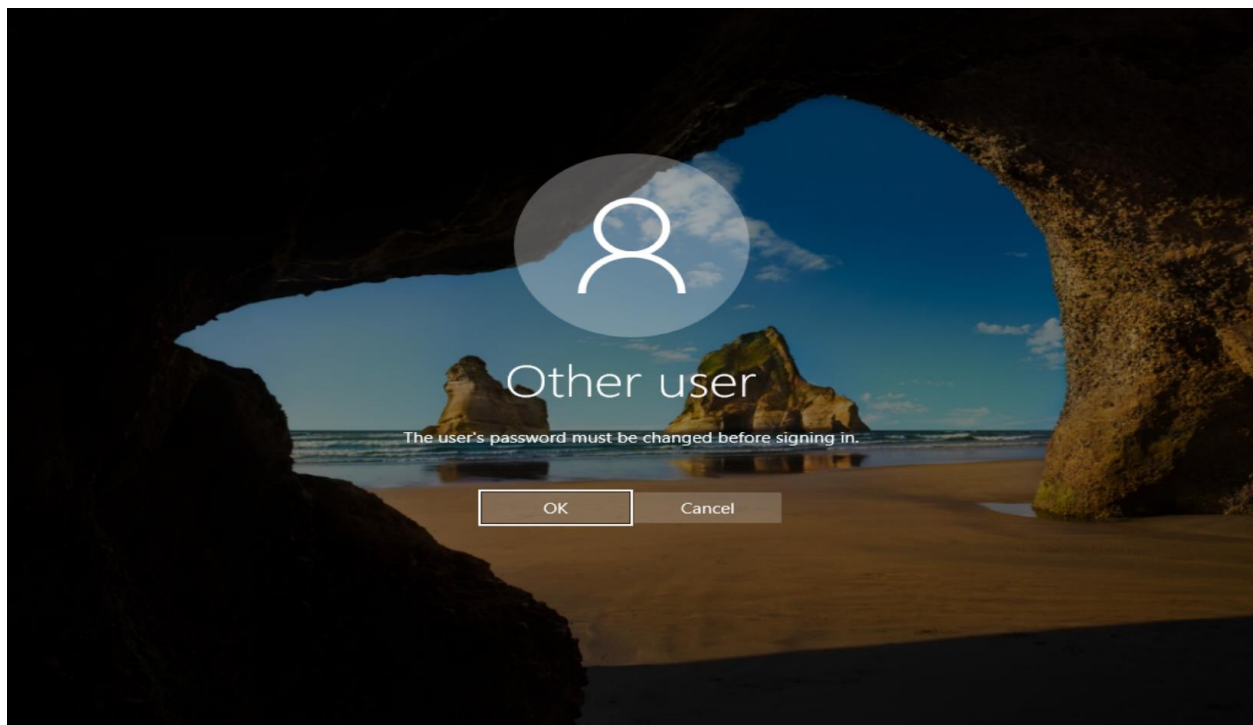 Other user
The user's password must be changed before signing in.
OK Cancel